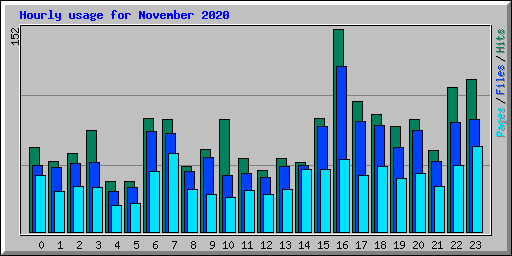 Hourly usage for November 2020
152
Pages/Files/Hits
0 1 2 3 4 5 6 7 8 9 10 11 12 13 14 15 16 17 18 19 20 21 22 23